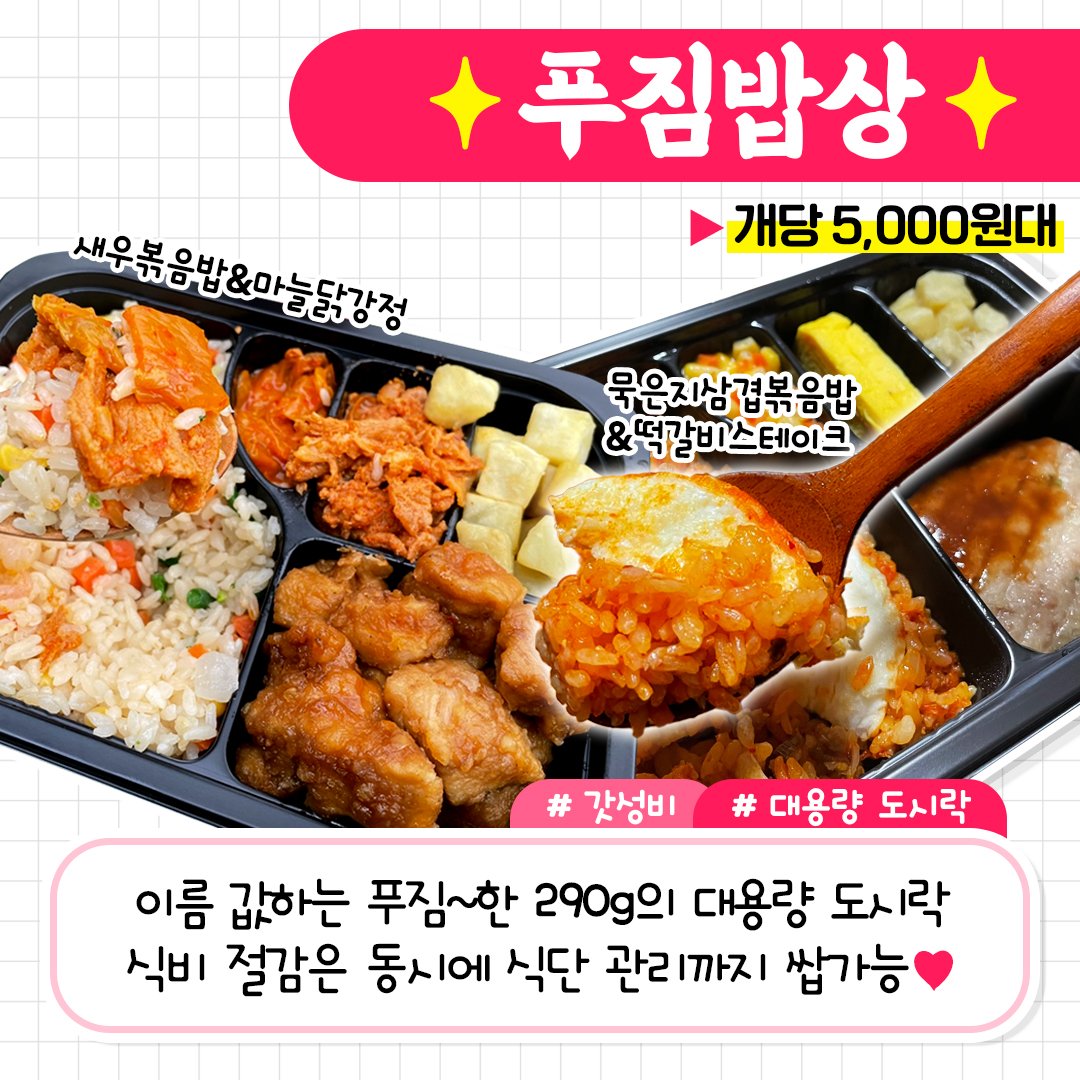 푸짐밥상
▶개당 5,000원대
새우볶음밥&마늘닭강정
묵은지삼겹볶음밥
&떡갈비스테이크
# 갓성비
# 대용량 도시락
이름 값하는 푸짐~한 290g의 대용량 도시락
식비 절감은 동시에 식단 관리까지 쌉가능♥